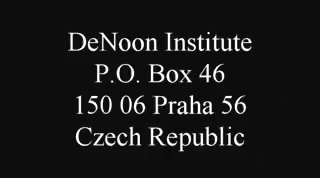 DeNoon Institute
P.O. Box 46
150 06 Praha 56
Czech Republic